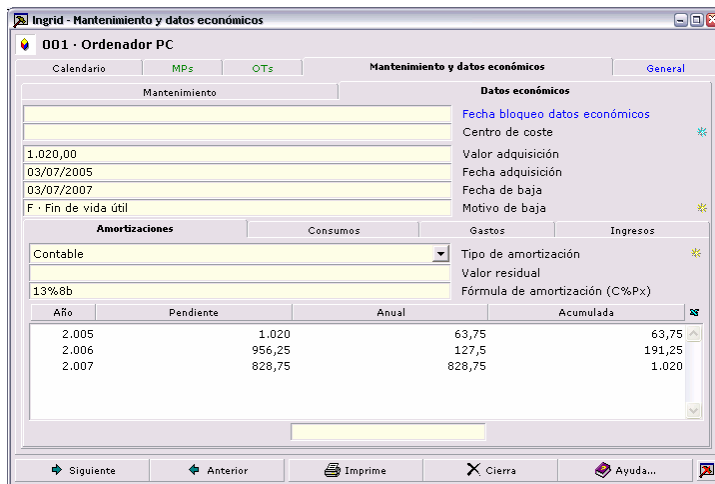 Ingrid - Mantenimiento y datos económicos
001 · Ordenador PC
Calendario MPs OTs Mantenimiento y datos económicos General
Mantenimiento Datos económicos
Fecha bloqueo datos económicos
Centro de coste
1.020,00 Valor adquisición
03/07/2005 Fecha adquisición
03/07/2007 Fecha de baja
F · Fin de vida útil Motivo de baja
Amortizaciones Consumos Gastos Ingresos
Contable Tipo de amortización
Valor residual
13%8b Fórmula de amortización (C%Px)
Año Pendiente Anual Acumulada
2.005 1.020 63,75 63,75
2.006 956,25 127,5 191,25
2.007 828,75 828,75 1.020
Siguiente Anterior Imprime Cierra Ayuda...